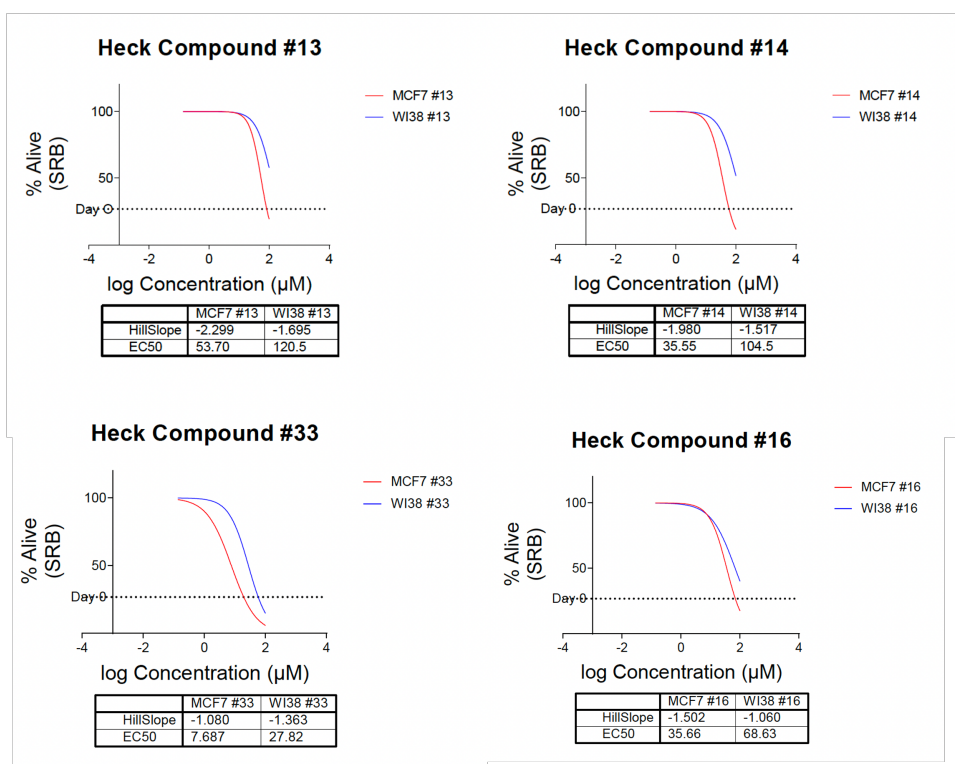 Heck Compound #13
% Alive
(SRB)
100
50
Day 0
-4 -2 0 2 4
log Concentration (µM)
MCF7 #13
WI38 #13
MCF7 #13 WI38 #13
HillSlope -2.299 -1.695
EC50 53.70 120.5
Heck Compound #14
% Alive
(SRB)
100
50
Day 0
-4 -2 0 2 4
log Concentration (µM)
MCF7 #14
WI38 #14
MCF7 #14 WI38 #14
HillSlope -1.980 -1.517
EC50 35.55 104.5
Heck Compound #33
% Alive
(SRB)
100
50
Day 0
-4 -2 0 2 4
log Concentration (µM)
MCF7 #33
WI38 #33
MCF7 #33 WI38 #33
HillSlope -1.080 -1.363
EC50 7.687 27.82
Heck Compound #16
% Alive
(SRB)
100
50
Day 0
-4 -2 0 2 4
log Concentration (µM)
MCF7 #16
WI38 #16
MCF7 #16 WI38 #16
HillSlope -1.502 -1.060
EC50 35.66 68.63